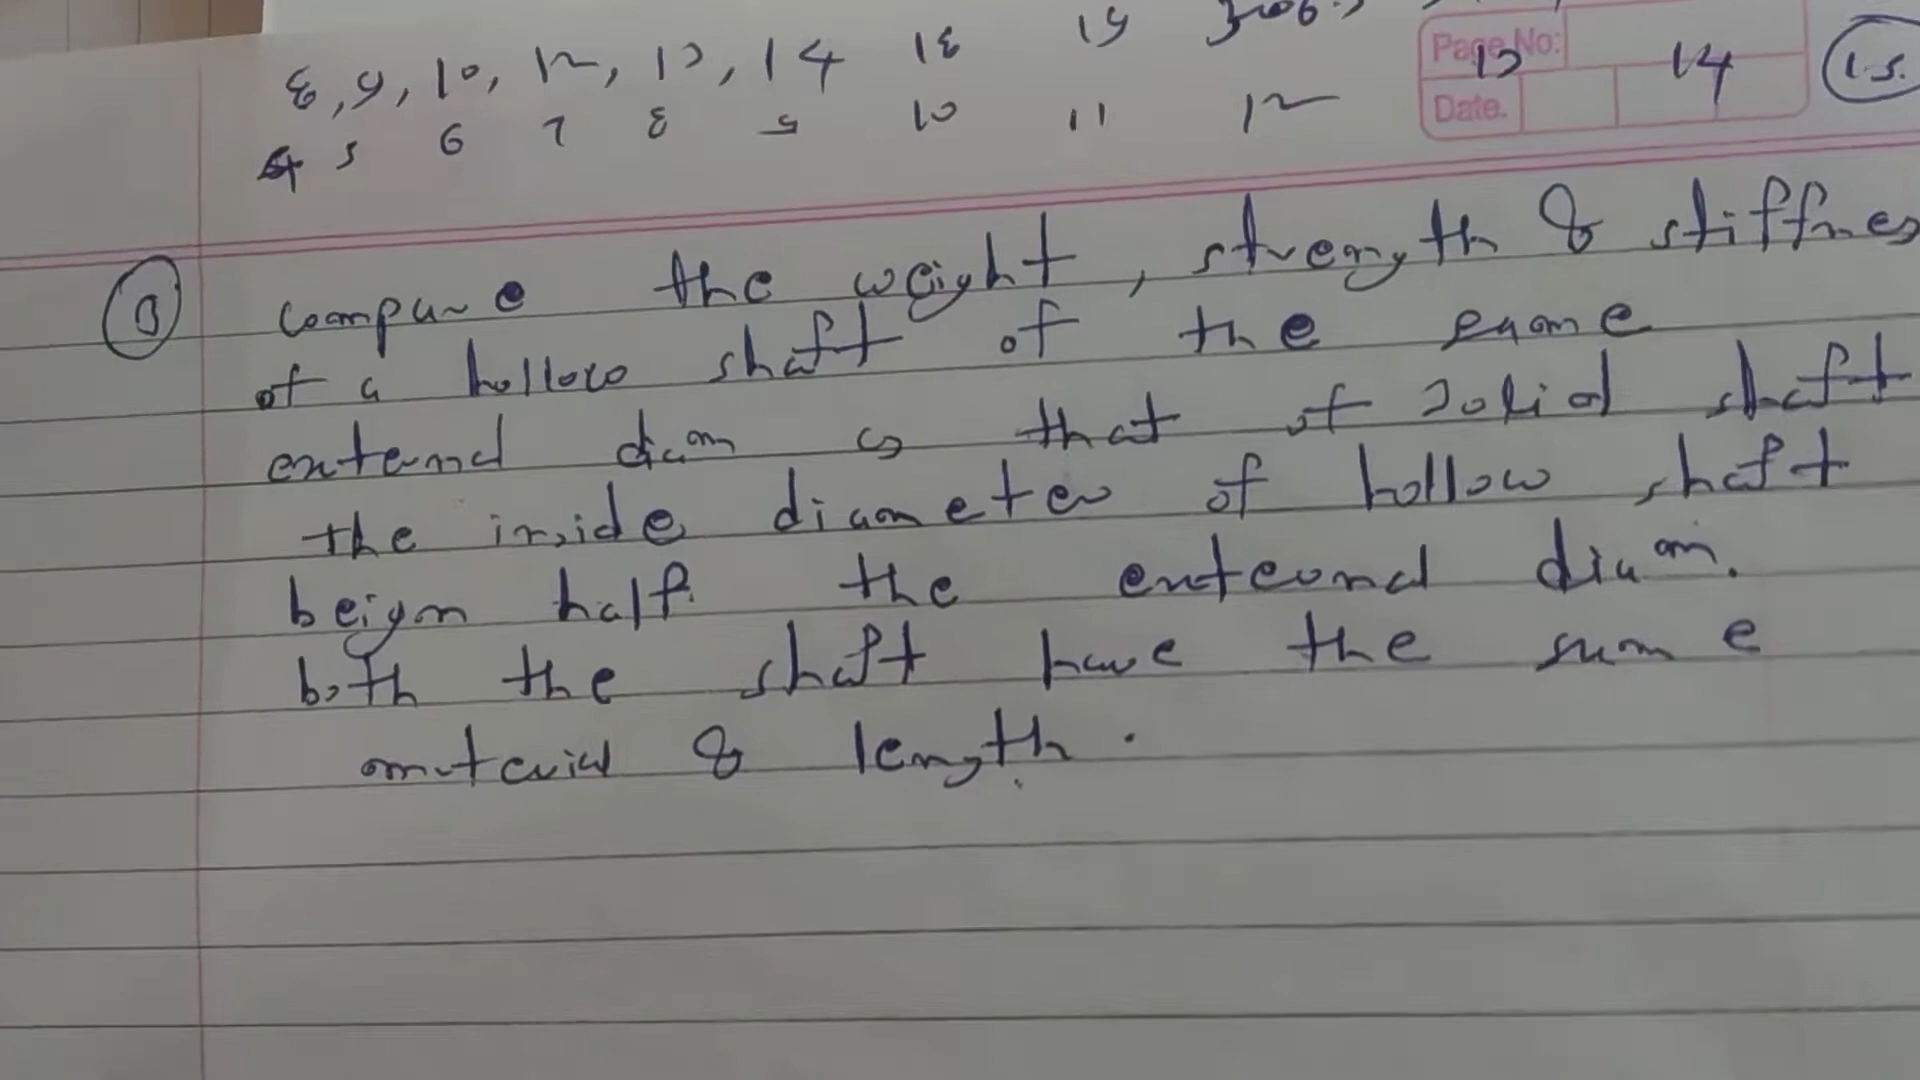 8, 9, 10, 12, 13, 14 18 19
Page No: 13 14 15.
4 5 6 7 8 9 10 11 12
Date.
3 Compare the weight, strength & stiffnes
of a hollow shaft of the same
external diam as that of solid shaft
the inside diameter of hollow shaft
beign half the external diam.
both the shaft have the same
material & length.